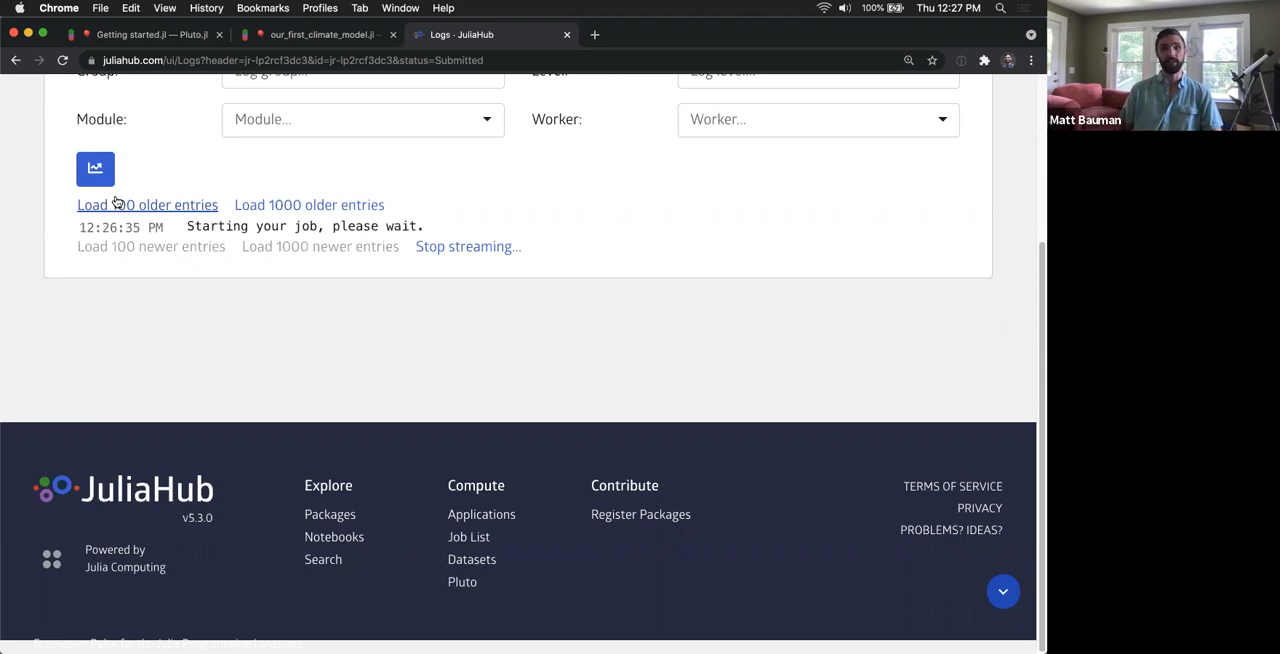 Chrome File Edit View History Bookmarks Profiles Tab Window Help 100% Thu 12:27 PM
Getting started.jl — Pluto.jl our_first_climate_model.jl — Logs · JuliaHub
juliahub.com/ui/Logs?header=jr-lp2rcf3dc3&id=jr-lp2rcf3dc3&status=Submitted
Module: Module... Worker: Worker...
Load 100 older entries Load 1000 older entries
12:26:35 PM Starting your job, please wait.
Load 100 newer entries Load 1000 newer entries Stop streaming...
Matt Bauman
JuliaHub
v5.3.0
Powered by
Julia Computing
Explore
Packages
Notebooks
Search
Compute
Applications
Job List
Datasets
Pluto
Contribute
Register Packages
TERMS OF SERVICE
PRIVACY
PROBLEMS? IDEAS?